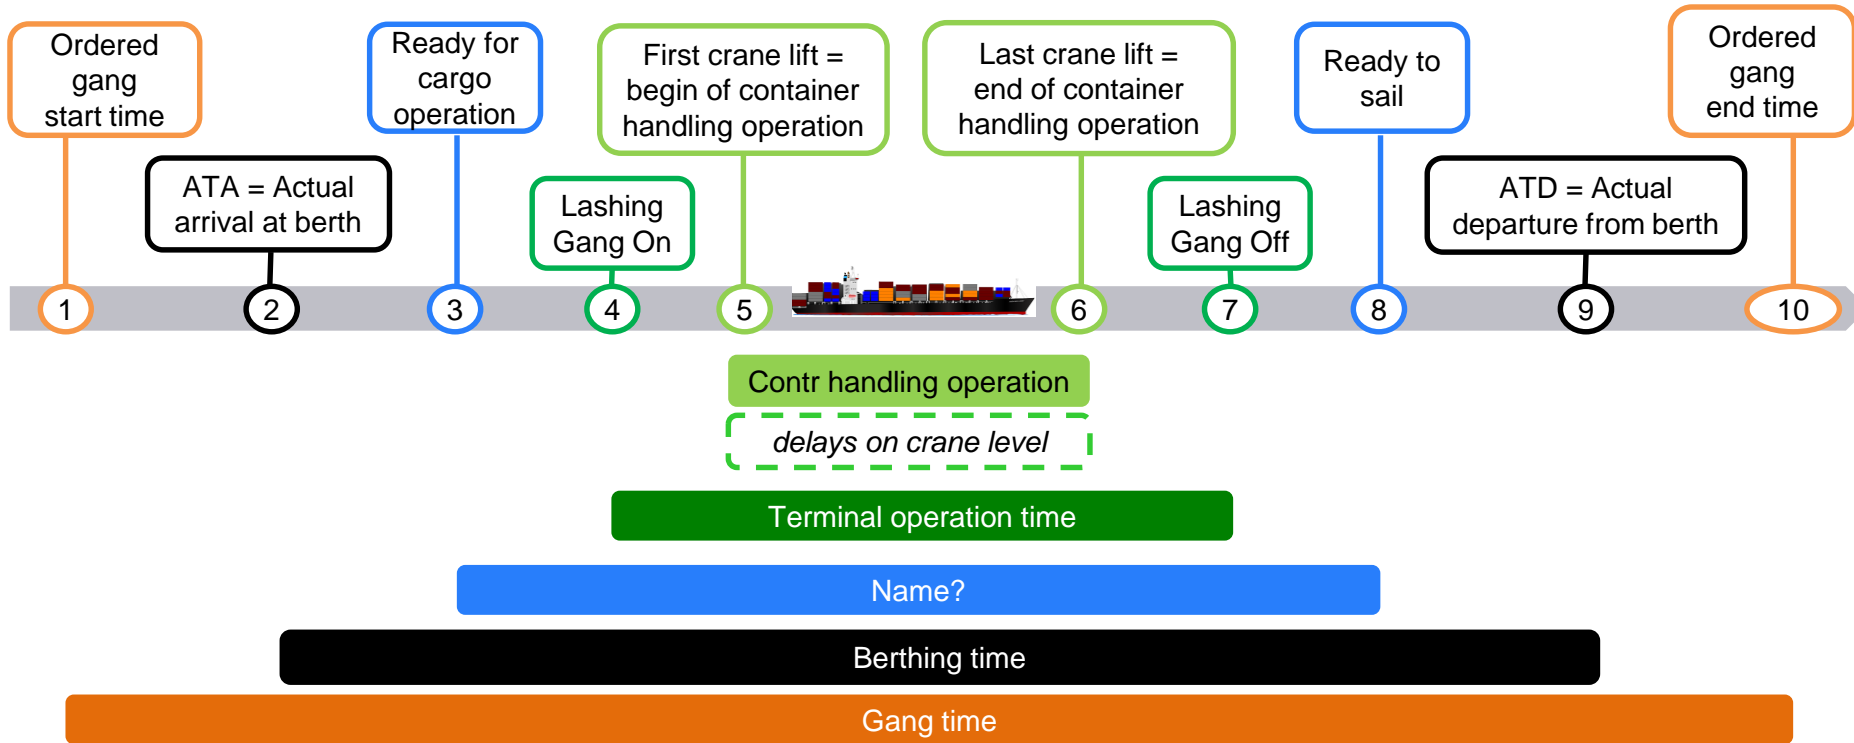 Ordered
gang
start time
Ready for
cargo
operation
First crane lift =
begin of container
handling operation
Last crane lift =
end of container
handling operation
Ready to
sail
Ordered
gang
end time
ATA = Actual
arrival at berth
Lashing
Gang On
Lashing
Gang Off
ATD = Actual
departure from berth
1
2
3
4
5
6
7
8
9
10
Contr handling operation
delays on crane level
Terminal operation time
Name?
Berthing time
Gang time